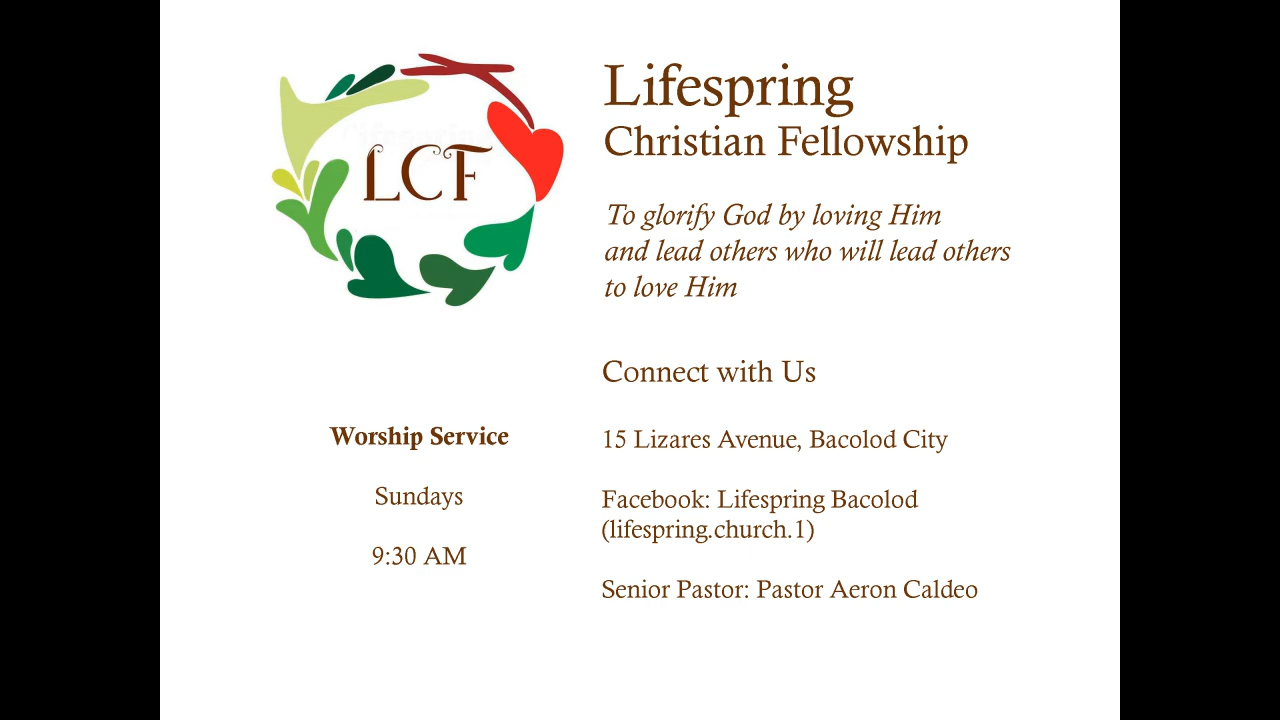 LCF
Lifespring
Christian Fellowship
To glorify God by loving Him
and lead others who will lead others
to love Him
Connect with Us
Worship Service
Sundays
9:30 AM
15 Lizares Avenue, Bacolod City
Facebook: Lifespring Bacolod
(lifespring.church.1)
Senior Pastor: Pastor Aeron Caldeo